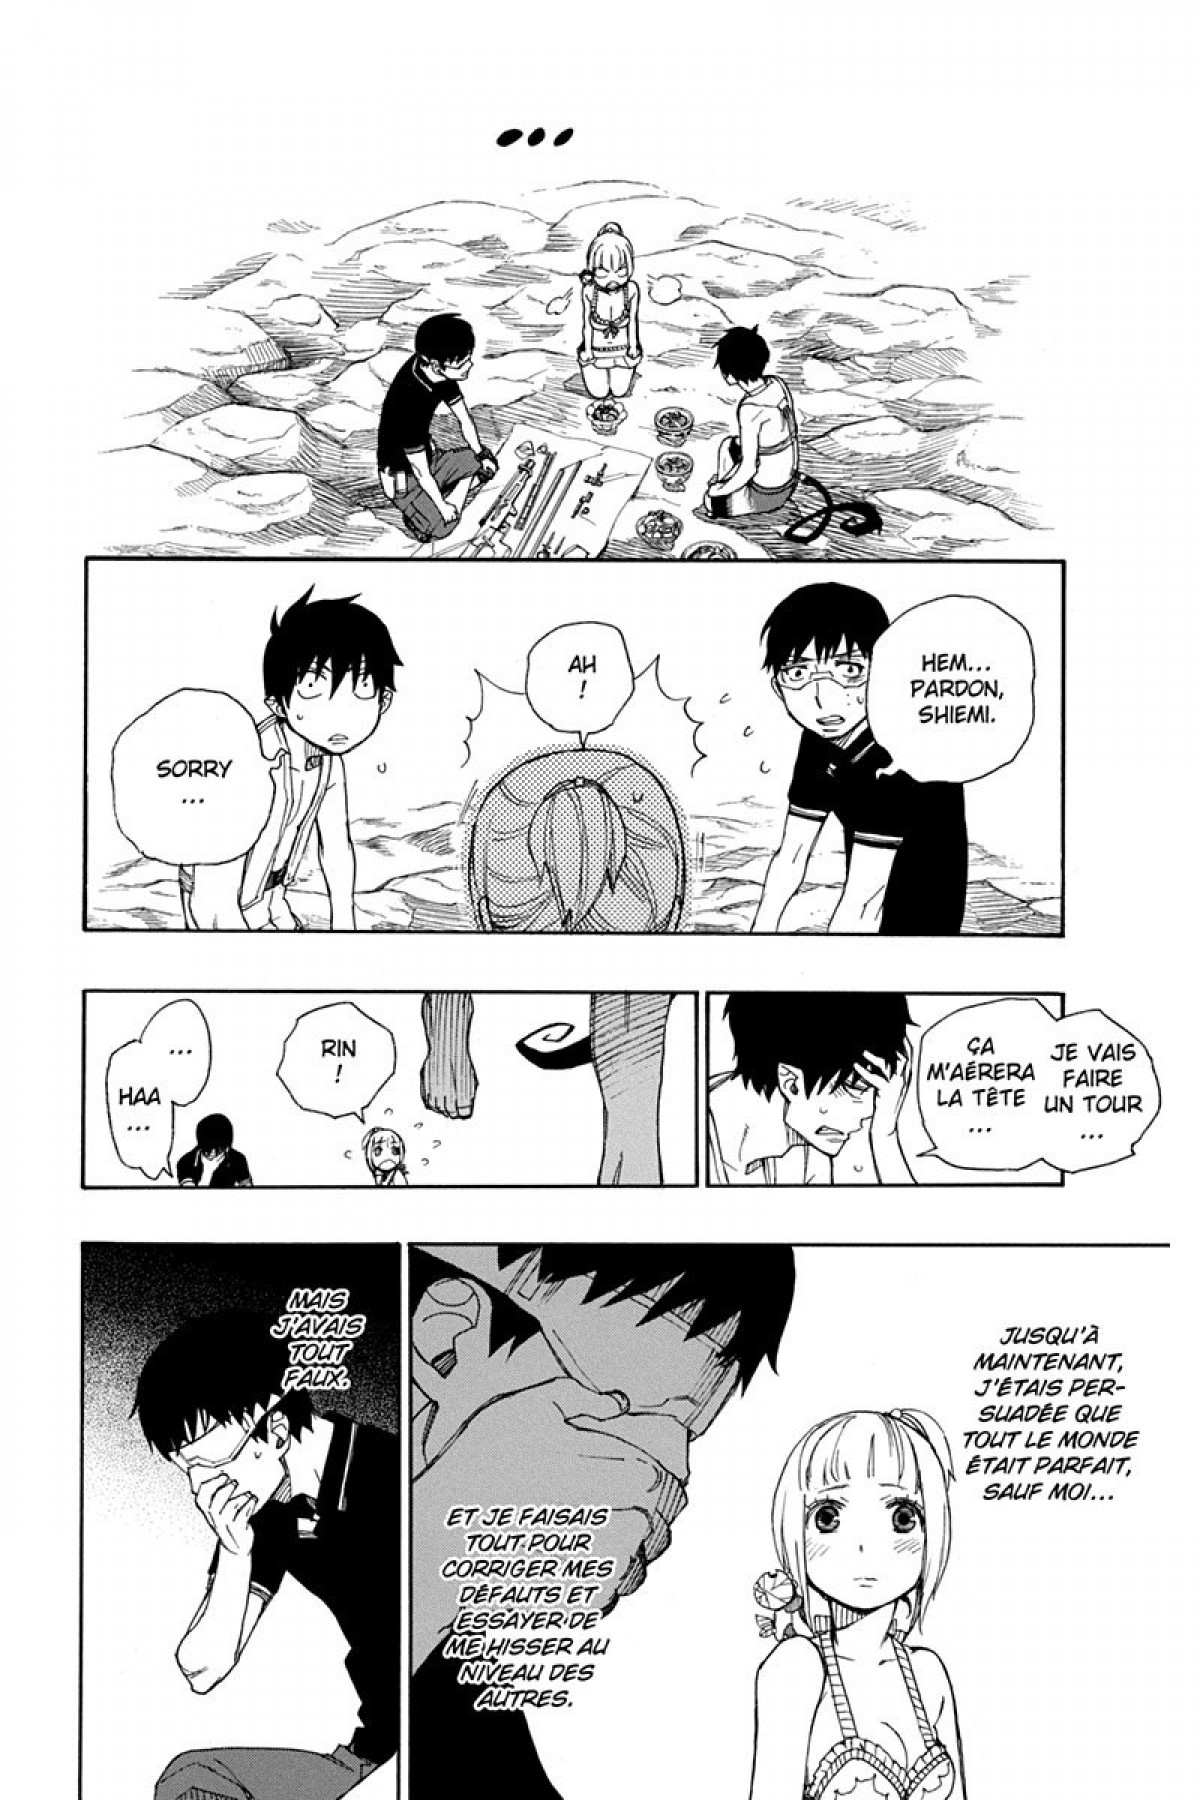 ...
HEM...
PARDON,
SHIEMI.
AH
!
SORRY
...
JE VAIS
FAIRE
UN TOUR
...
ÇA
M'AÉRERA
LA TÊTE
...
RIN
!
...
HAA
...
JUSQU'À
MAINTENANT,
J'ÉTAIS PER-
SUADÉE QUE
TOUT LE MONDE
ÉTAIT PARFAIT,
SAUF MOI...
ET JE FAISAIS
TOUT POUR
CORRIGER MES
DÉFAUTS ET
ESSAYER DE
ME HISSER AU
NIVEAU DES
AUTRES.
MAIS
J'AVAIS
TOUT
FAUX.